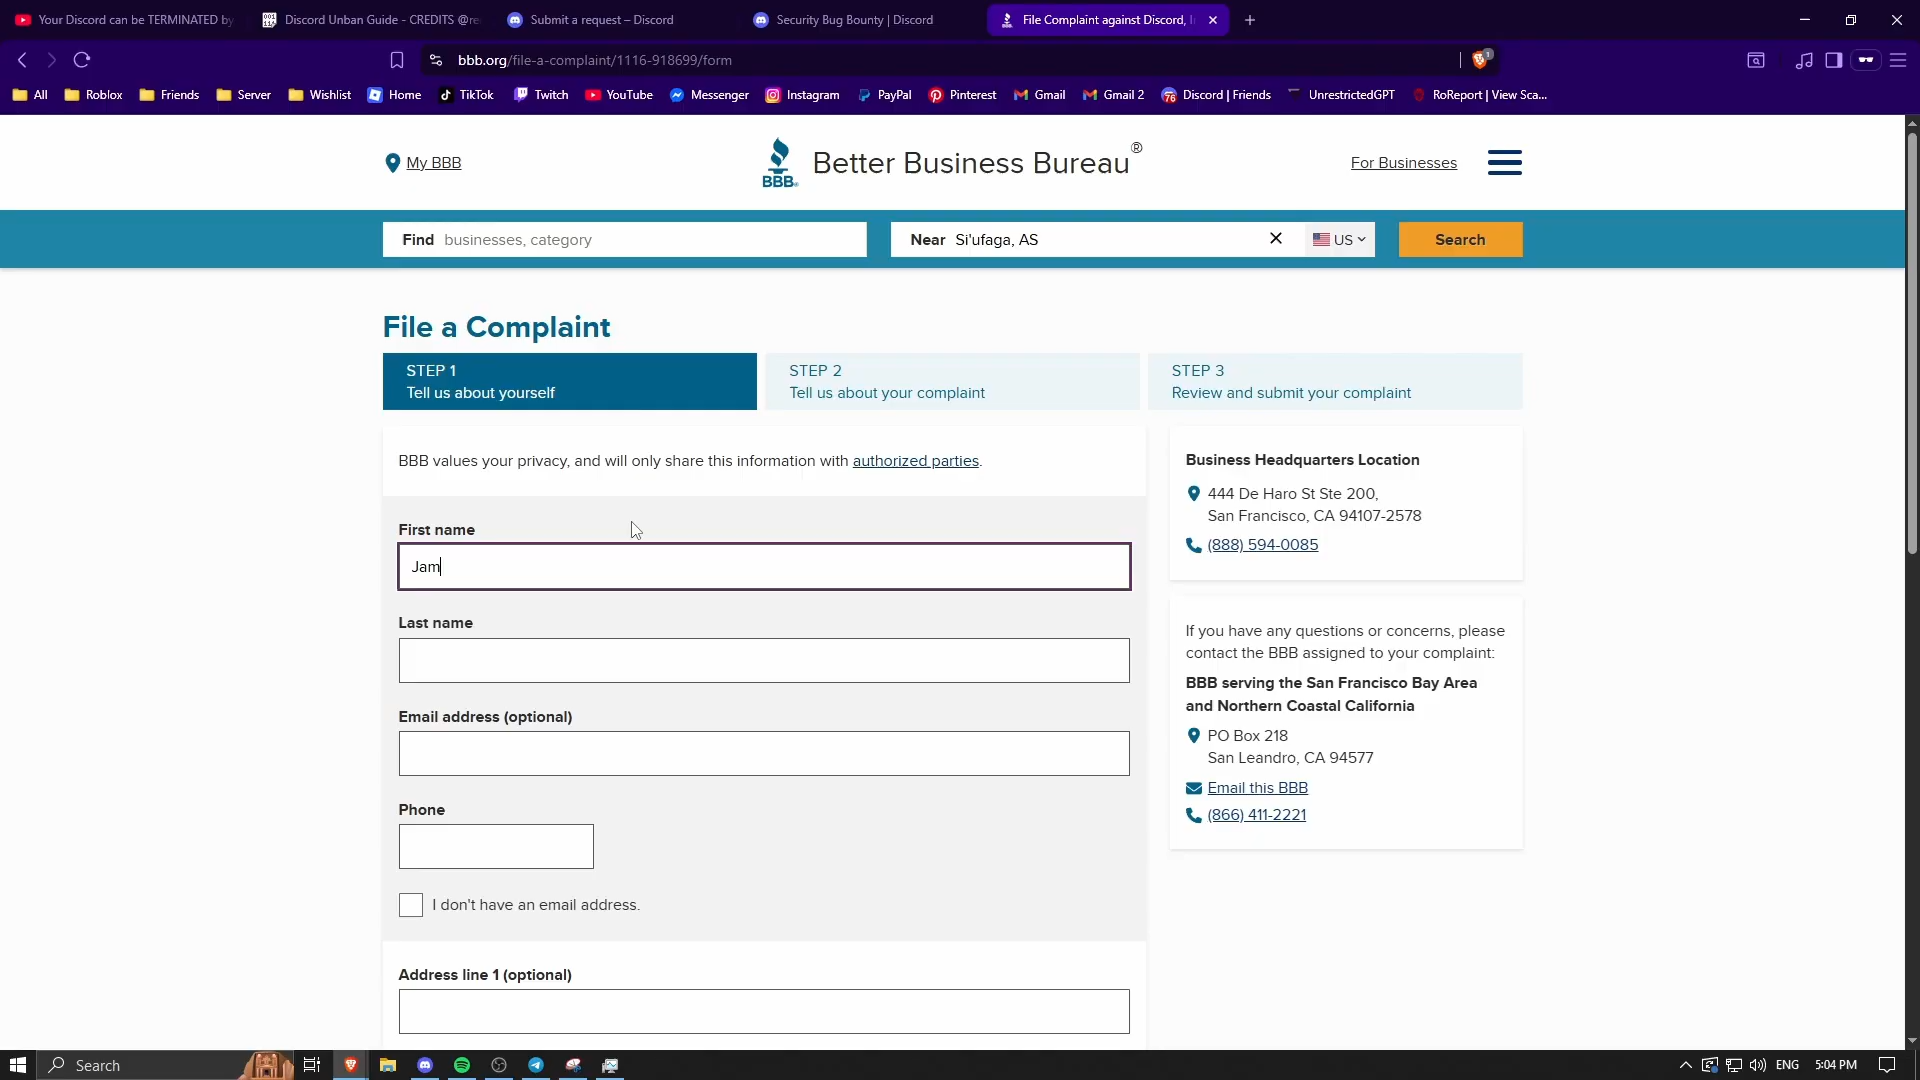 Your Discord can be TERMINATED by
Discord Unban Guide - CREDITS @re
Submit a request – Discord
Security Bug Bounty | Discord
File Complaint against Discord, I
bbb.org/file-a-complaint/1116-918699/form
1
All
Roblox
Friends
Server
Wishlist
Home
TikTok
Twitch
YouTube
Messenger
Instagram
PayPal
Pinterest
Gmail
Gmail 2
76
Discord | Friends
UnrestrictedGPT
RoReport | View Sca...
My BBB
BBB
Better Business Bureau®
For Businesses
Find businesses, category
Near Si'ufaga, AS
US
Search
File a Complaint
STEP 1
Tell us about yourself
STEP 2
Tell us about your complaint
STEP 3
Review and submit your complaint
BBB values your privacy, and will only share this information with authorized parties.
First name
Jam
Last name
Email address (optional)
Phone
I don't have an email address.
Address line 1 (optional)
Business Headquarters Location
444 De Haro St Ste 200,
San Francisco, CA 94107-2578
(888) 594-0085
If you have any questions or concerns, please
contact the BBB assigned to your complaint:
BBB serving the San Francisco Bay Area
and Northern Coastal California
PO Box 218
San Leandro, CA 94577
Email this BBB
(866) 411-2221
Search
ENG
5:04 PM